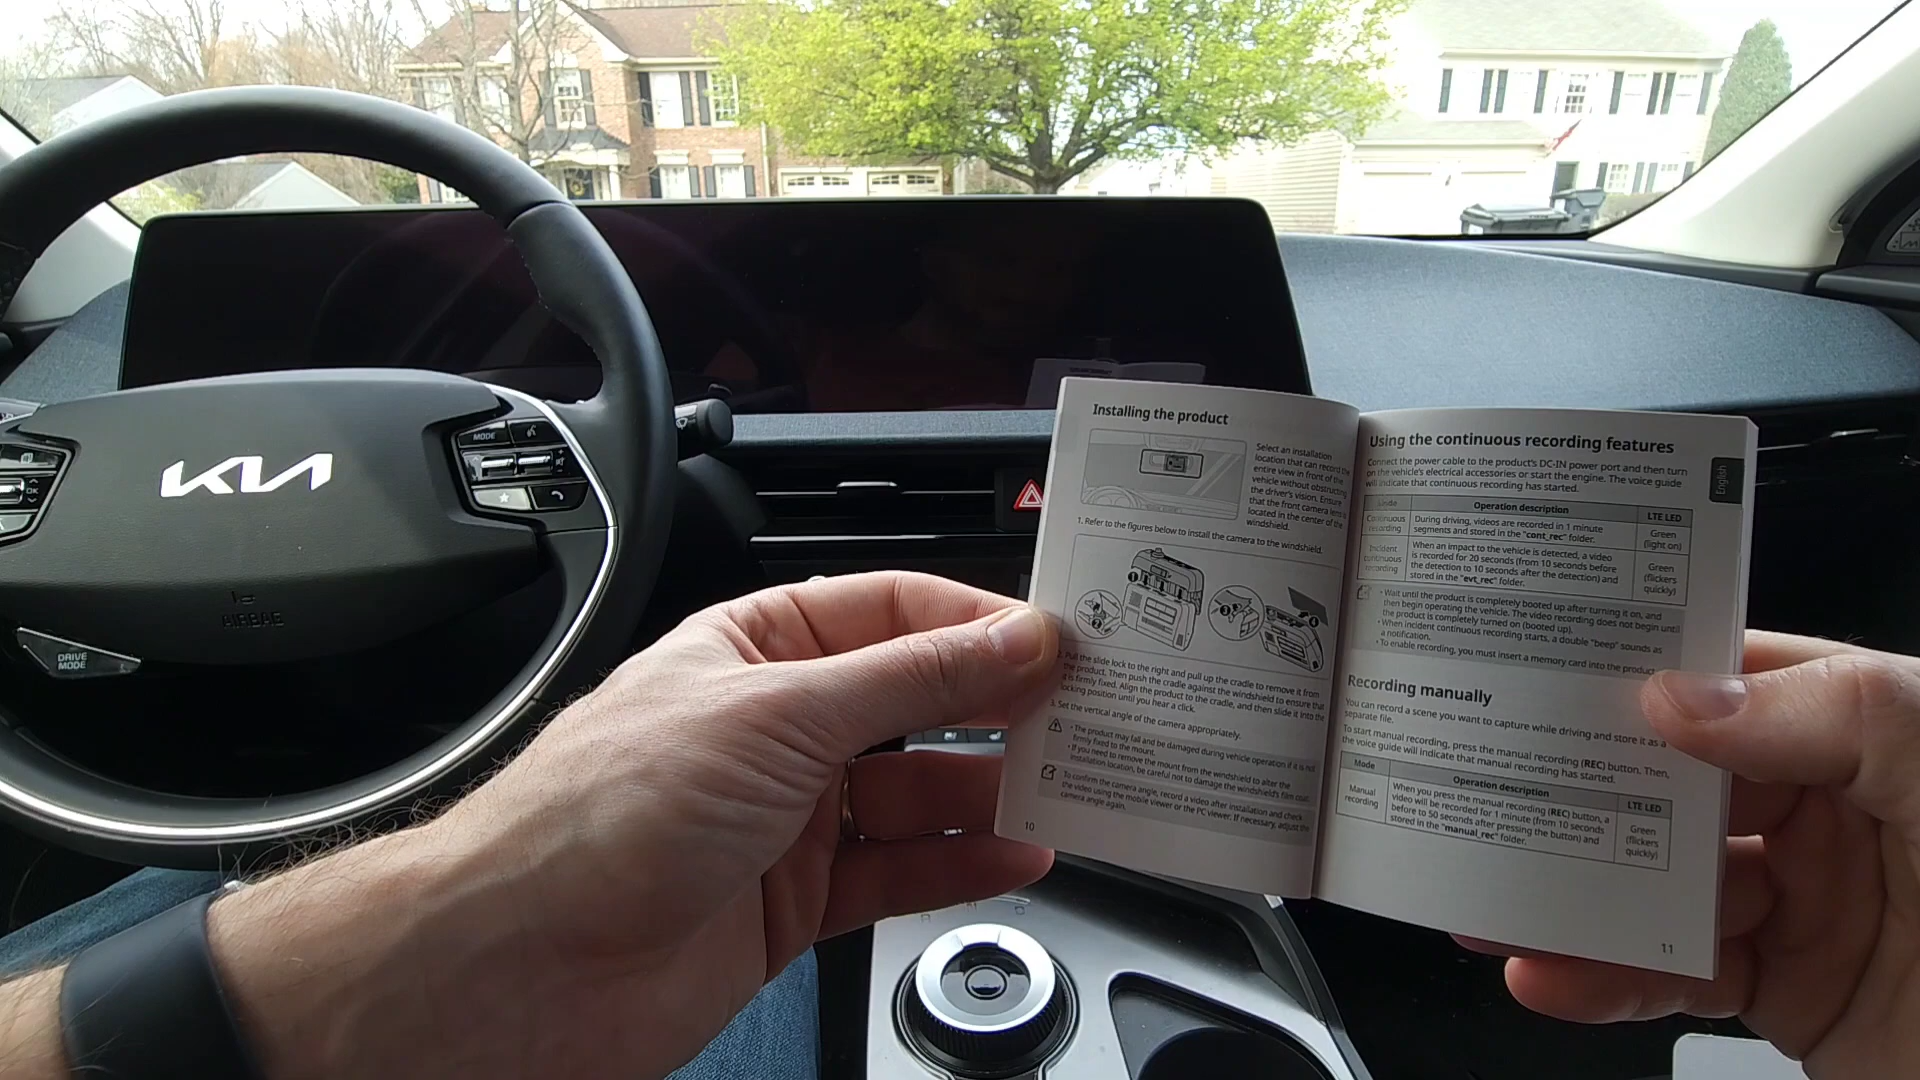 KIA
MODE
OK
AIRBAG
DRIVE
MODE
Installing the product
Select an installation
location that can record the
entire view in front of the
vehicle without obstructing
the driver's vision. Ensure
that the front camera lens is
located in the center of the
windshield.
1. Refer to the figures below to install the camera to the windshield.
1
2
3
4
2. Pull the slide lock to the right and pull up the cradle to remove it from
the product. Then push the cradle against the windshield to ensure that
it is firmly fixed. Align the product to the cradle, and then slide it into the
locking position until you hear a click.
3. Set the vertical angle of the camera appropriately.
• The product may fall and be damaged during vehicle operation if it is not
firmly fixed to the mount.
• If you need to remove the mount from the windshield to alter the
installation location, be careful not to damage the windshield's film coat.
To confirm the camera angle, record a video after installation and check
the video using the mobile viewer or the PC viewer. If necessary, adjust the
camera angle again.
10
Using the continuous recording features
English
Connect the power cable to the product's DC-IN power port and then turn
on the vehicle's electrical accessories or start the engine. The voice guide
will indicate that continuous recording has started.
Mode Operation description LTE LED
Continuous
recording
During driving, videos are recorded in 1 minute
segments and stored in the "cont_rec" folder.
Green
(light on)
Incident
continuous
recording
When an impact to the vehicle is detected, a video
is recorded for 20 seconds (from 10 seconds before
the detection to 10 seconds after the detection) and
stored in the "evt_rec" folder.
Green
(flickers
quickly)
• Wait until the product is completely booted up after turning it on, and
then begin operating the vehicle. The video recording does not begin until
the product is completely turned on (booted up).
• When incident continuous recording starts, a double "beep" sounds as
a notification.
• To enable recording, you must insert a memory card into the product.
Recording manually
You can record a scene you want to capture while driving and store it as a
separate file.
To start manual recording, press the manual recording (REC) button. Then,
the voice guide will indicate that manual recording has started.
Mode Operation description LTE LED
Manual
recording
When you press the manual recording (REC) button, a
video will be recorded for 1 minute (from 10 seconds
before to 50 seconds after pressing the button) and
stored in the "manual_rec" folder.
Green
(flickers
quickly)
11